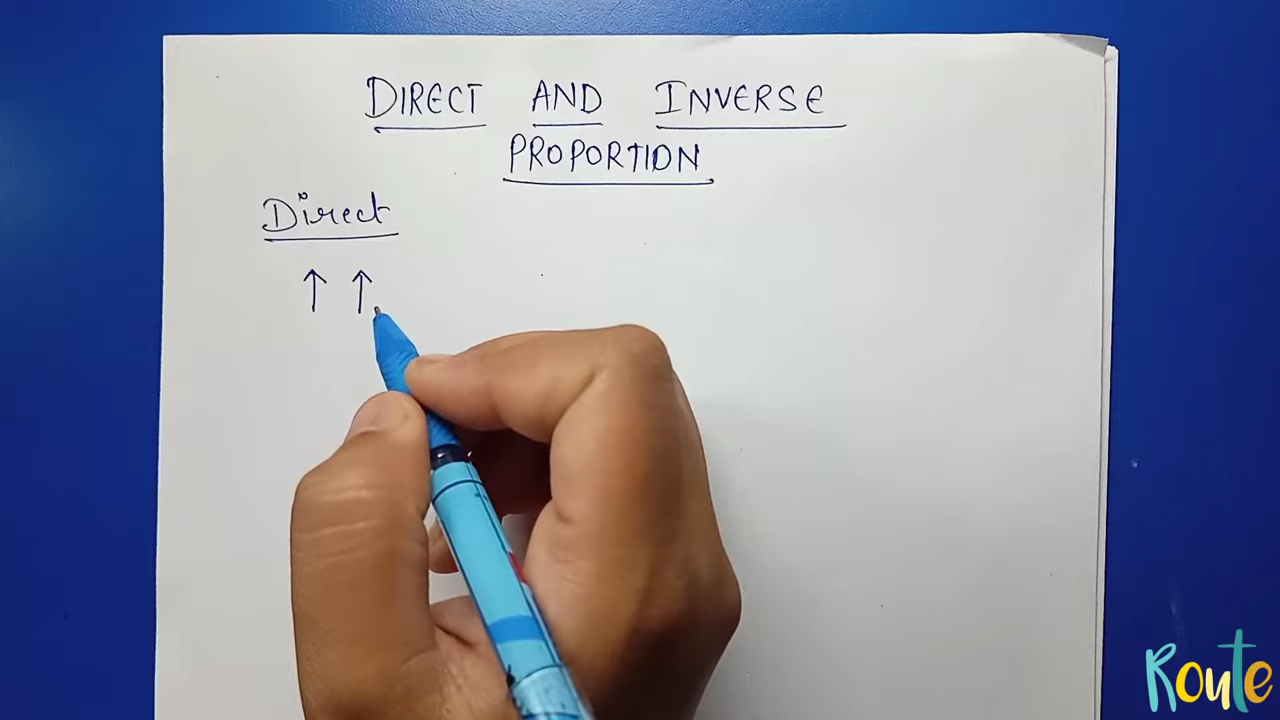 DIRECT AND INVERSE
PROPORTION
Direct
↑ ↑
Route